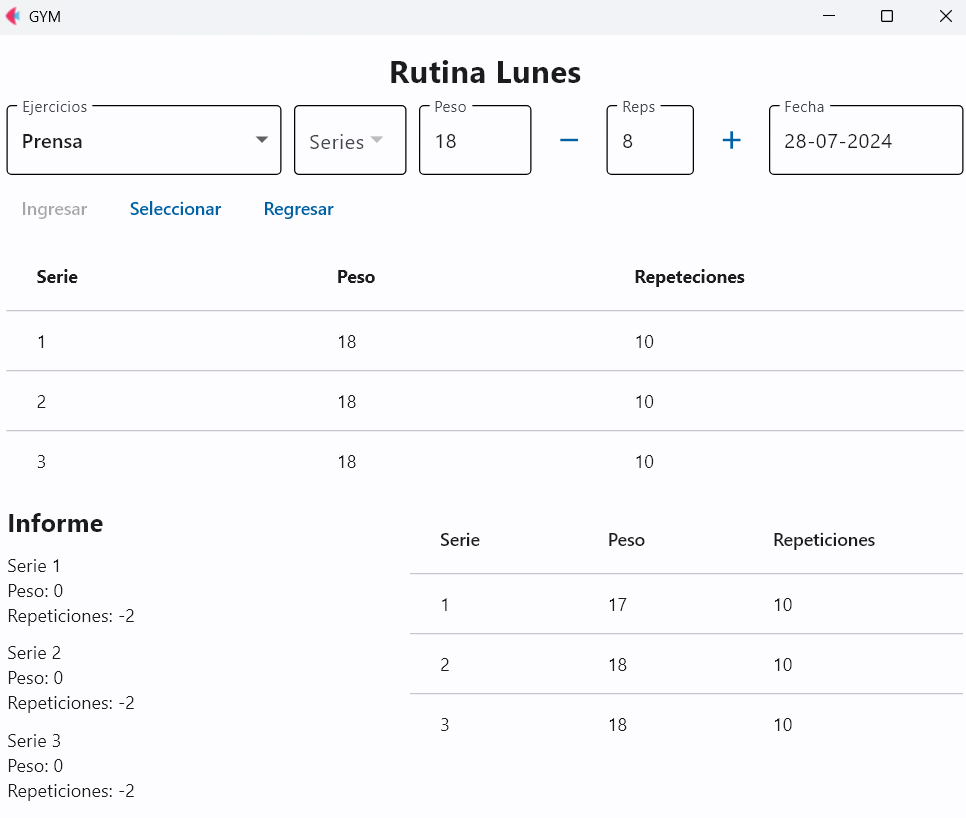 GYM
Rutina Lunes
Ejercicios Peso Reps Fecha
Prensa Series 18 − 8 + 28-07-2024
Ingresar Seleccionar Regresar
Serie Peso Repeteciones
1 18 10
2 18 10
3 18 10
Informe
Serie 1
Peso: 0
Repeticiones: -2
Serie 2
Peso: 0
Repeticiones: -2
Serie 3
Peso: 0
Repeticiones: -2
Serie Peso Repeticiones
1 17 10
2 18 10
3 18 10